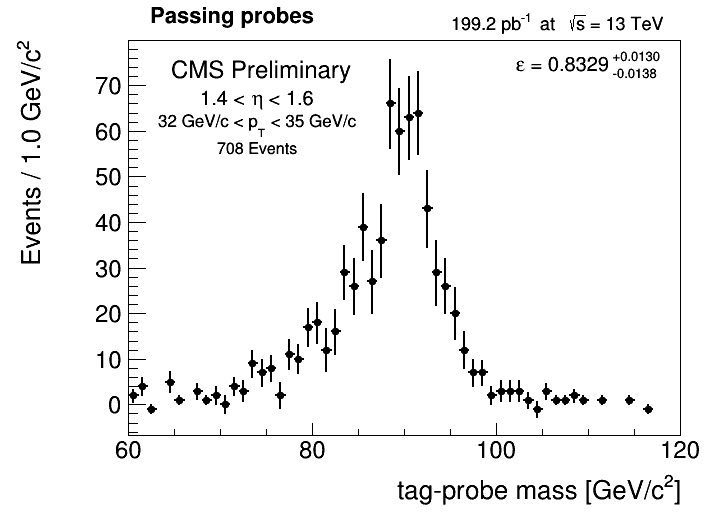 Passing probes
199.2 pb⁻¹ at √s = 13 TeV
CMS Preliminary
1.4 < η < 1.6
32 GeV/c < p_T < 35 GeV/c
708 Events
ε = 0.8329 +0.0130 -0.0138
Events / 1.0 GeV/c²
70
60
50
40
30
20
10
0
60 80 100 120
tag-probe mass [GeV/c²]